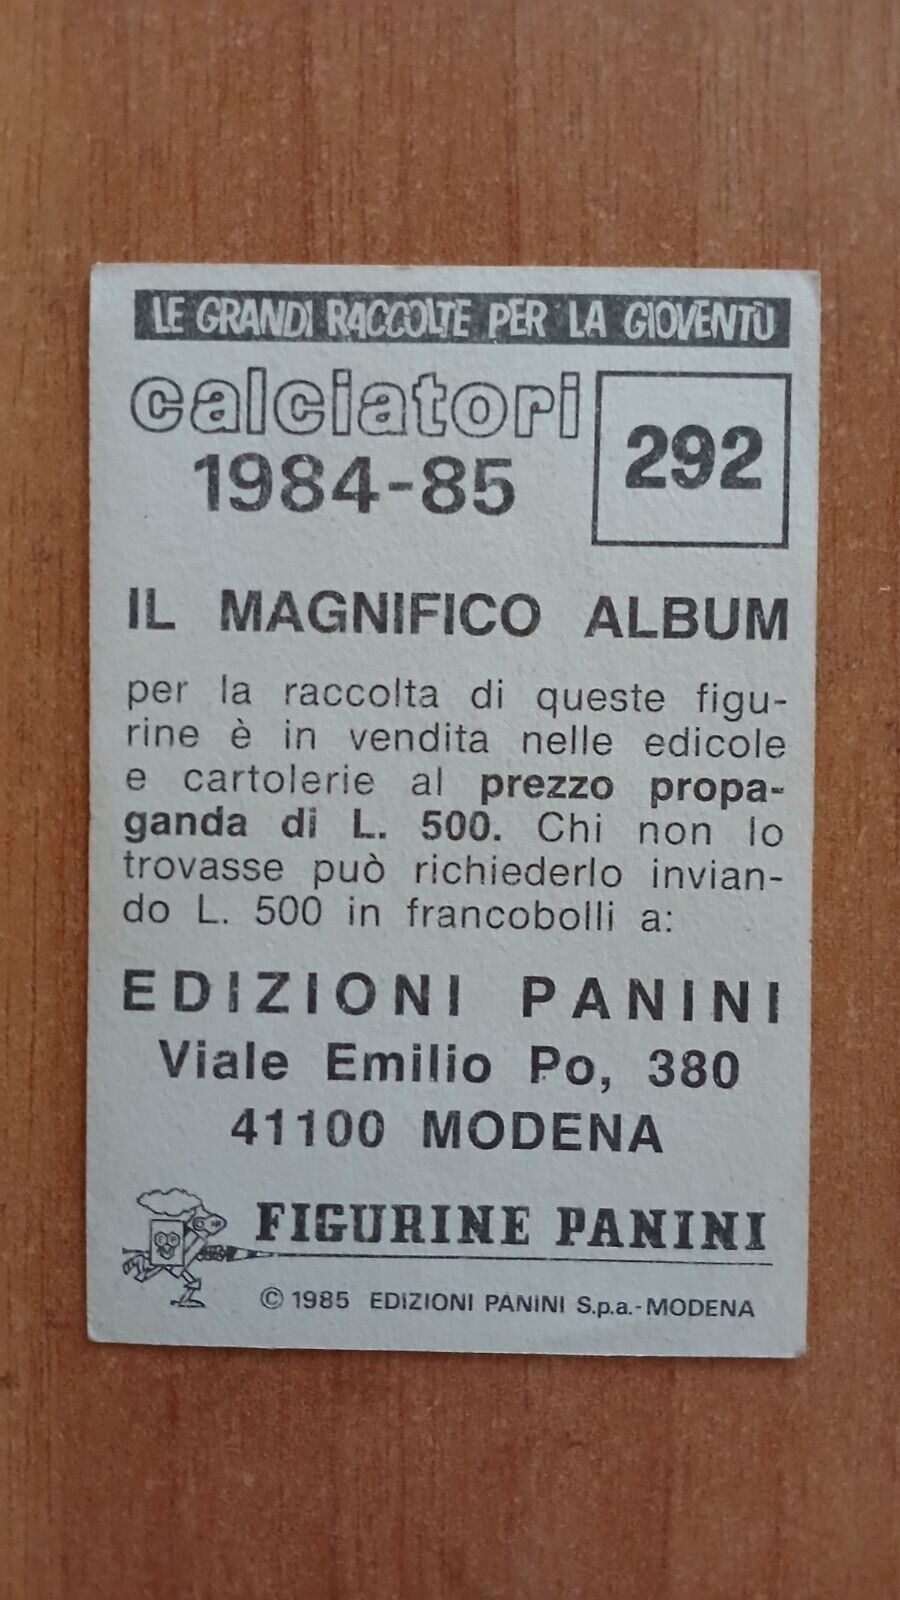 LE GRANDI RACCOLTE PER LA GIOVENTÙ
calciatori
1984-85
292
IL MAGNIFICO ALBUM
per la raccolta di queste figu-
rine è in vendita nelle edicole
e cartolerie al prezzo propa-
ganda di L. 500. Chi non lo
trovasse può richiederlo invian-
do L. 500 in francobolli a:
EDIZIONI PANINI
Viale Emilio Po, 380
41100 MODENA
FIGURINE PANINI
© 1985 EDIZIONI PANINI S.p.a.-MODENA